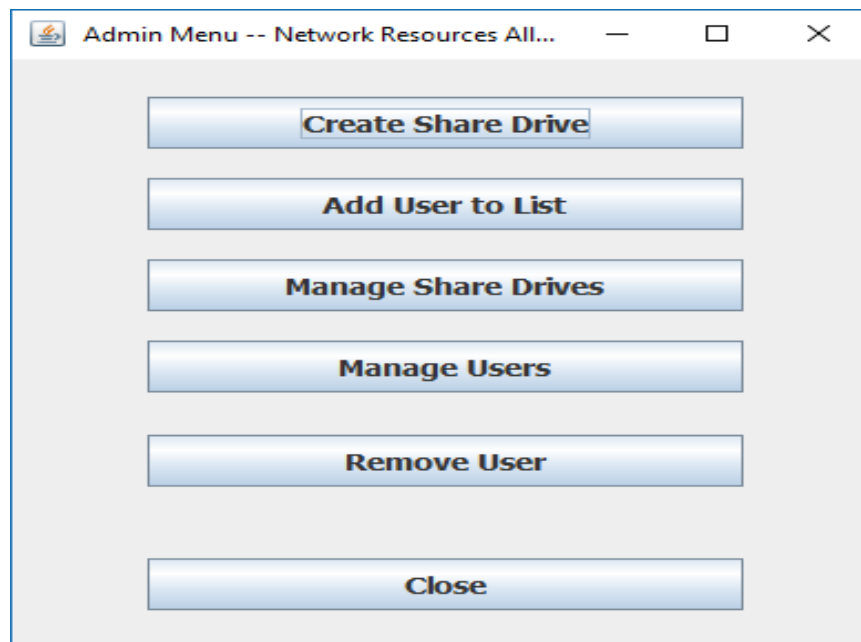 Admin Menu -- Network Resources All...
Create Share Drive
Add User to List
Manage Share Drives
Manage Users
Remove User
Close